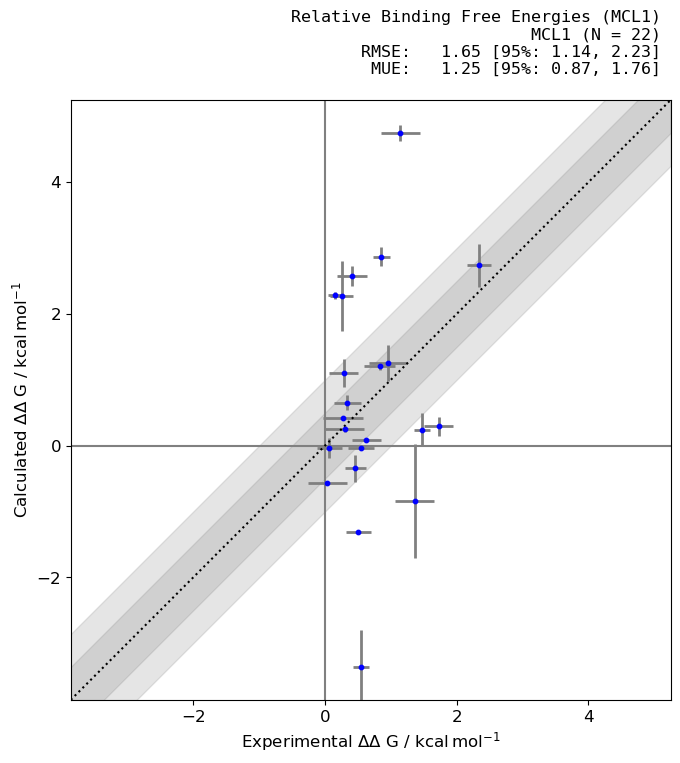 Relative Binding Free Energies (MCL1)
MCL1 (N = 22)
RMSE:   1.65 [95%: 1.14, 2.23]
MUE:   1.25 [95%: 0.87, 1.76]
4
2
0
−2
−2
0
2
4
Calculated ΔΔ G / kcal mol⁻¹
Experimental ΔΔ G / kcal mol⁻¹